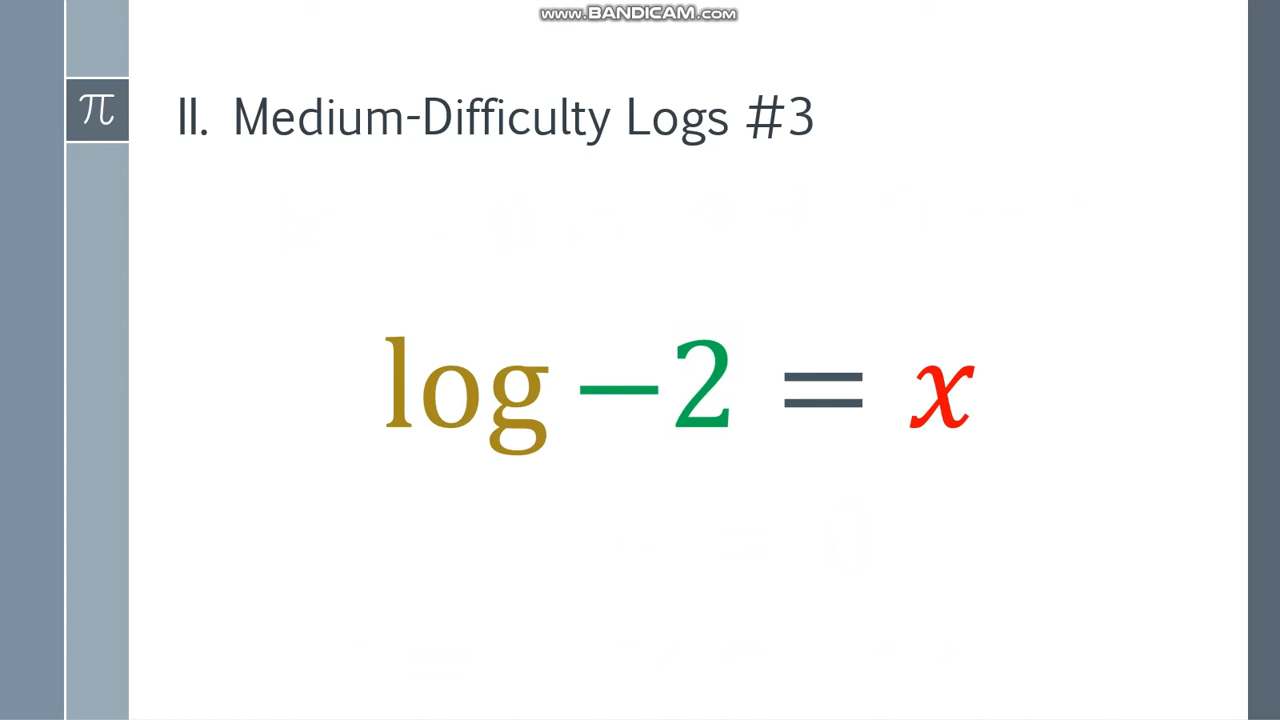 www.BANDICAM.com
π
II. Medium-Difficulty Logs #3
log −2 = x